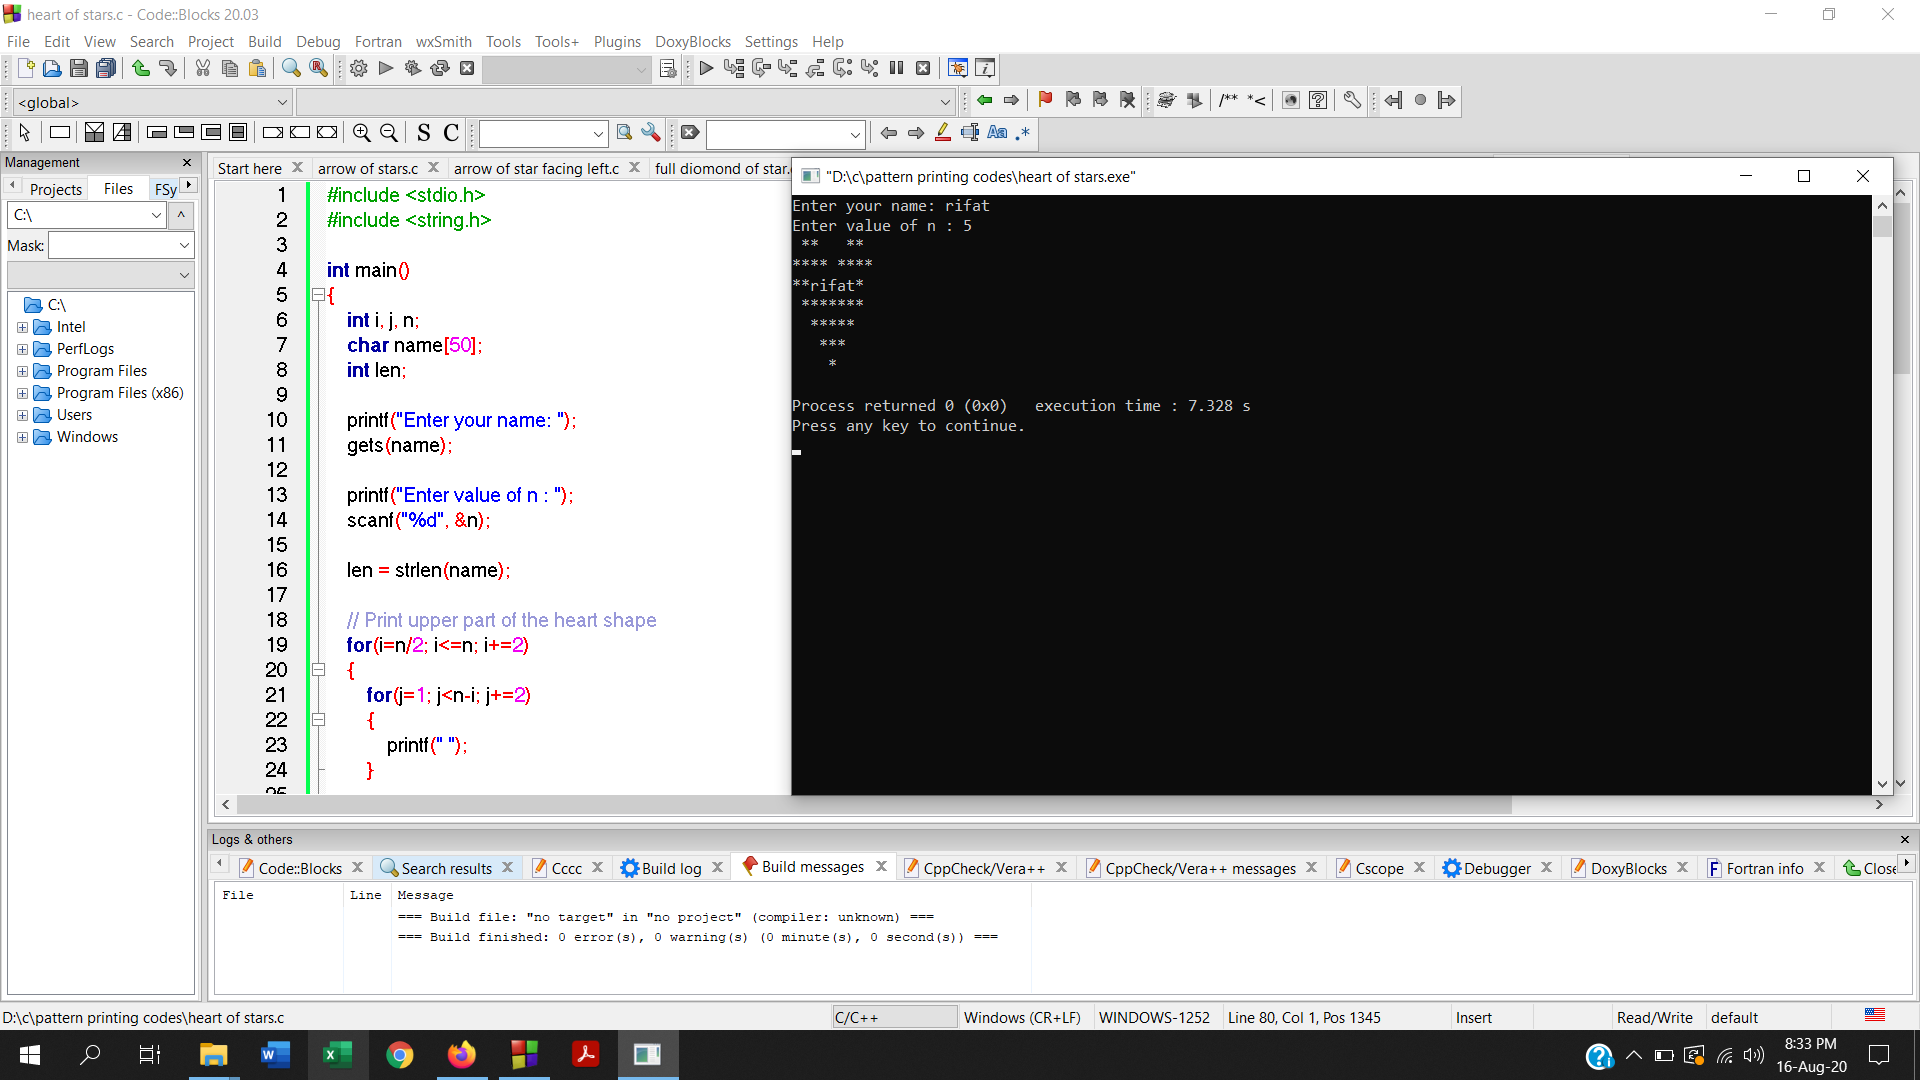 heart of stars.c - Code::Blocks 20.03
File Edit View Search Project Build Debug Fortran wxSmith Tools Tools+ Plugins DoxyBlocks Settings Help
<global>
/** *<
S C
Aa .*
Management
Projects Files FSy
C:\
Mask:
C:\
Intel
PerfLogs
Program Files
Program Files (x86)
Users
Windows
Start here arrow of stars.c arrow of star facing left.c full diomond of star.
1 #include <stdio.h>
2 #include <string.h>
3
4 int main()
5 {
6 int i, j, n;
7 char name[50];
8 int len;
9
10 printf("Enter your name: ");
11 gets(name);
12
13 printf("Enter value of n : ");
14 scanf("%d", &n);
15
16 len = strlen(name);
17
18 // Print upper part of the heart shape
19 for(i=n/2; i<=n; i+=2)
20 {
21 for(j=1; j<n-i; j+=2)
22 {
23 printf(" ");
24 }
"D:\c\pattern printing codes\heart of stars.exe"
Enter your name: rifat
Enter value of n : 5
 **   **
**** ****
**rifat*
 *******
  *****
   ***
    *
Process returned 0 (0x0)   execution time : 7.328 s
Press any key to continue.
Logs & others
Code::Blocks Search results Cccc Build log Build messages CppCheck/Vera++ CppCheck/Vera++ messages Cscope Debugger DoxyBlocks Fortran info Close
File Line Message
=== Build file: "no target" in "no project" (compiler: unknown) ===
=== Build finished: 0 error(s), 0 warning(s) (0 minute(s), 0 second(s)) ===
D:\c\pattern printing codes\heart of stars.c C/C++ Windows (CR+LF) WINDOWS-1252 Line 80, Col 1, Pos 1345 Insert Read/Write default
8:33 PM
16-Aug-20